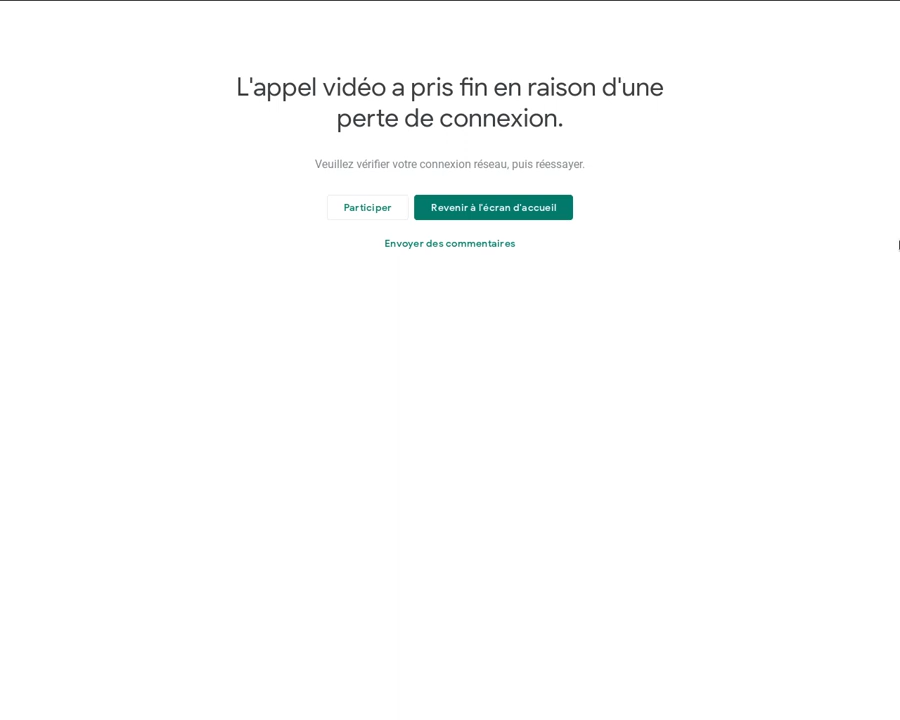 L'appel vidéo a pris fin en raison d'une
perte de connexion.
Veuillez vérifier votre connexion réseau, puis réessayer.
Participer
Revenir à l'écran d'accueil
Envoyer des commentaires